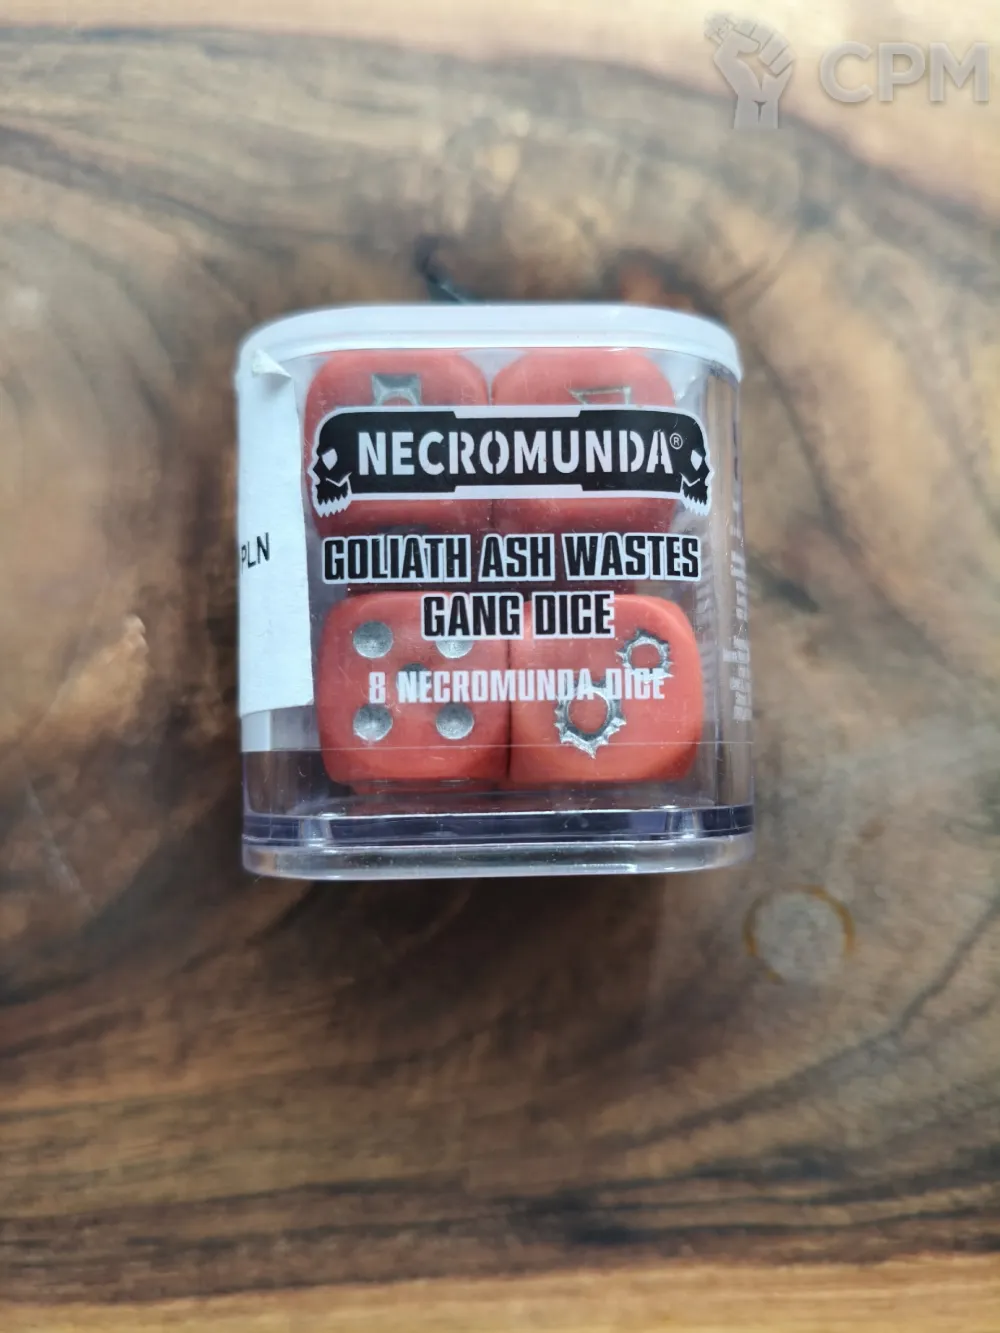 CPM
NECROMUNDA®
GOLIATH ASH WASTES
GANG DICE
8 NECROMUNDA DICE
PLN